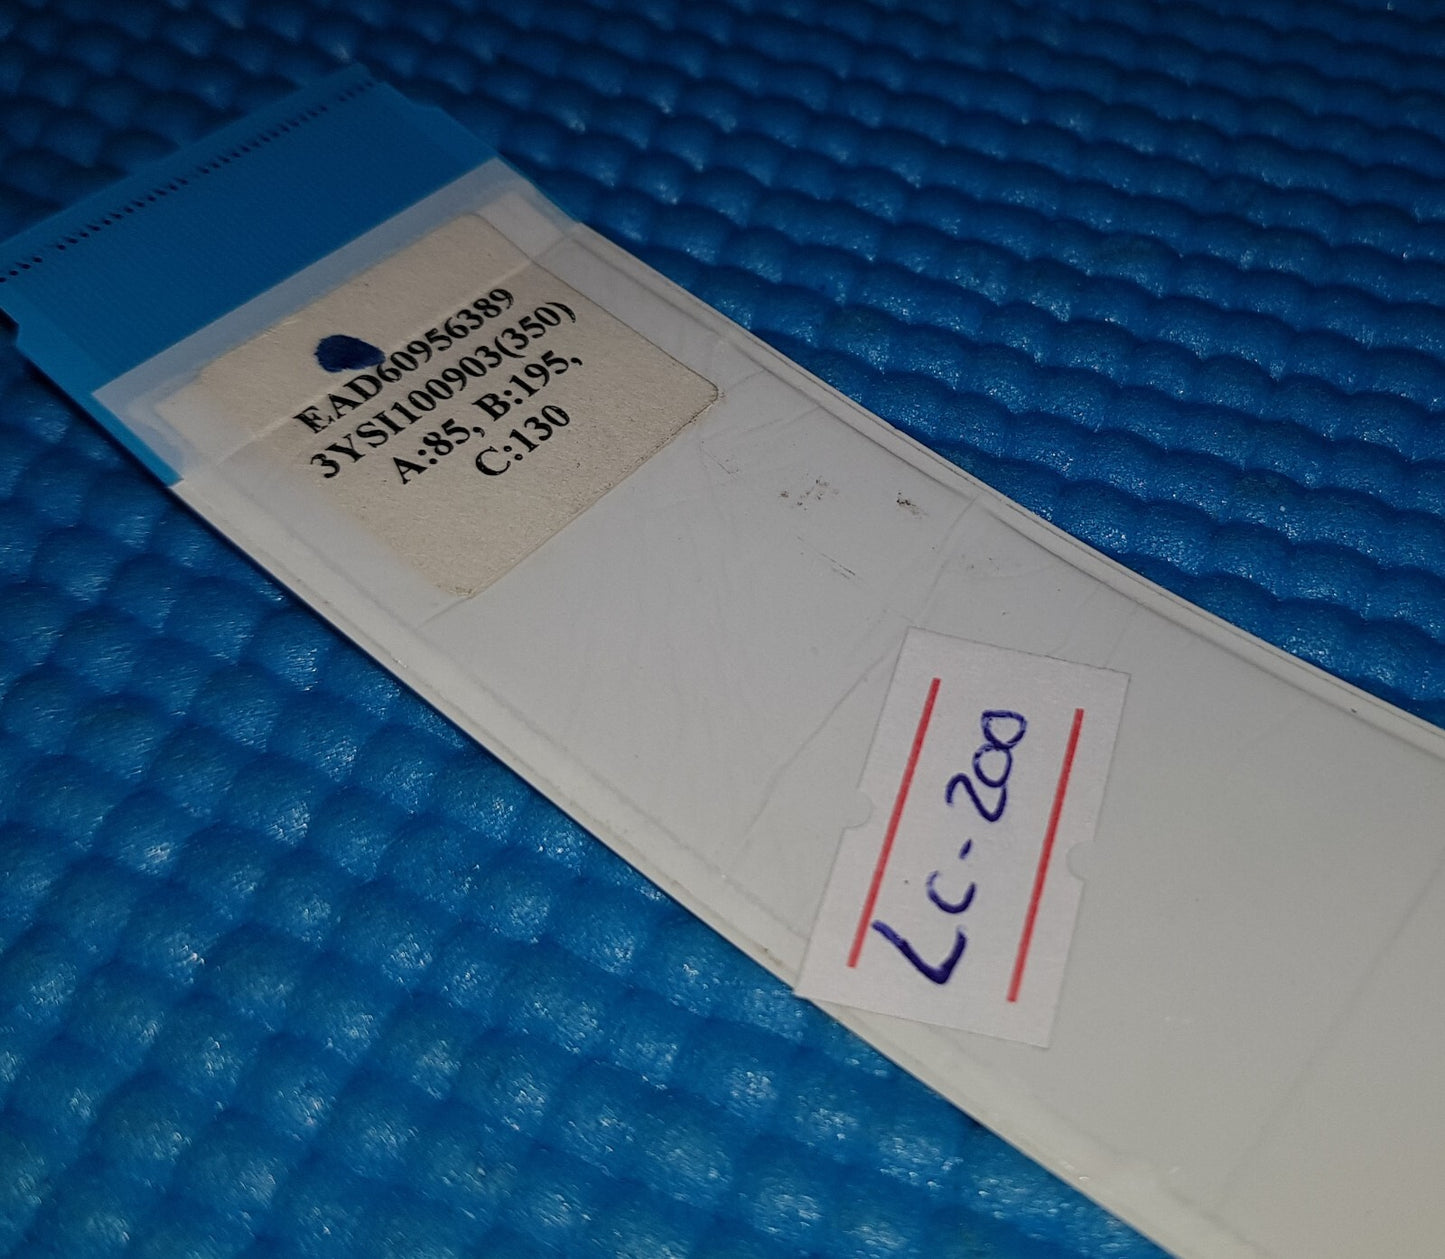 EAD60956389
3YSI100903(350)
A:85, B:195,
C:130
LC-200